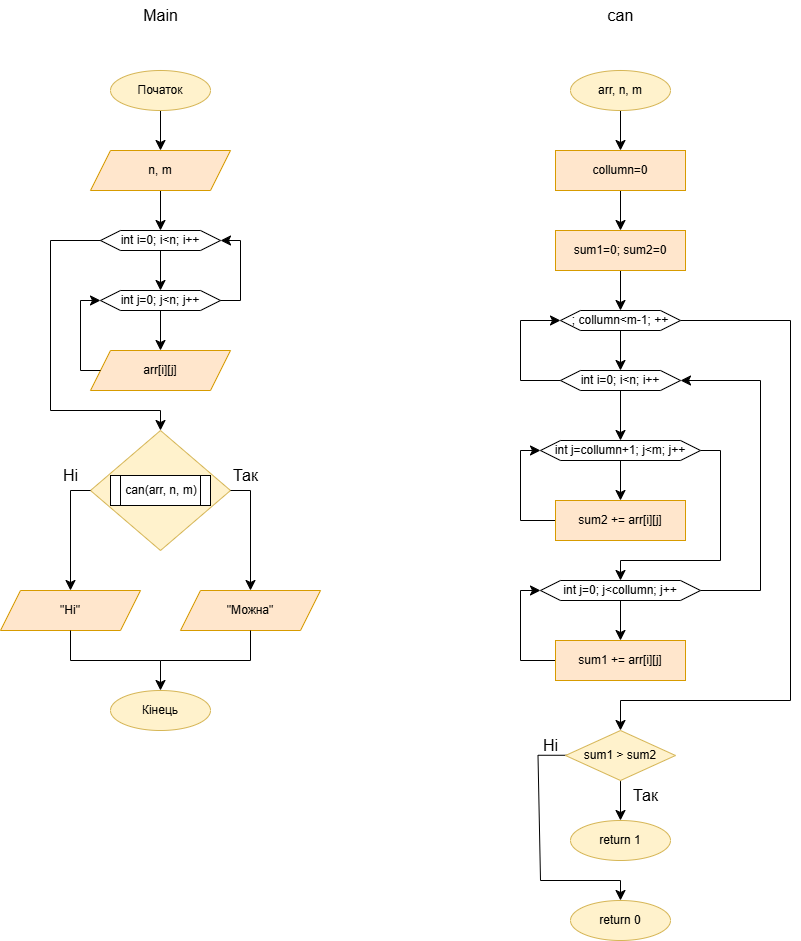 Main
Початок
n, m
int i=0; i<n; i++
int j=0; j<n; j++
arr[i][j]
Ні
Так
can(arr, n, m)
"Ні"
"Можна"
Кінець
can
arr, n, m
collumn=0
sum1=0; sum2=0
; collumn<m-1; ++
int i=0; i<n; i++
int j=collumn+1; j<m; j++
sum2 += arr[i][j]
int j=0; j<collumn; j++
sum1 += arr[i][j]
Ні
sum1 > sum2
Так
return 1
return 0